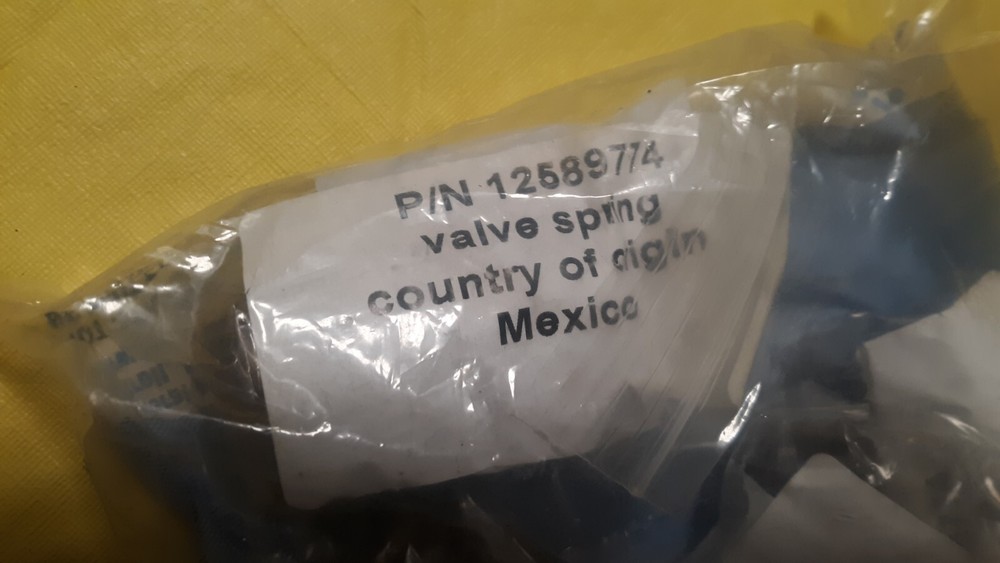 P/N 12589774
valve spring
country of origin
Mexico